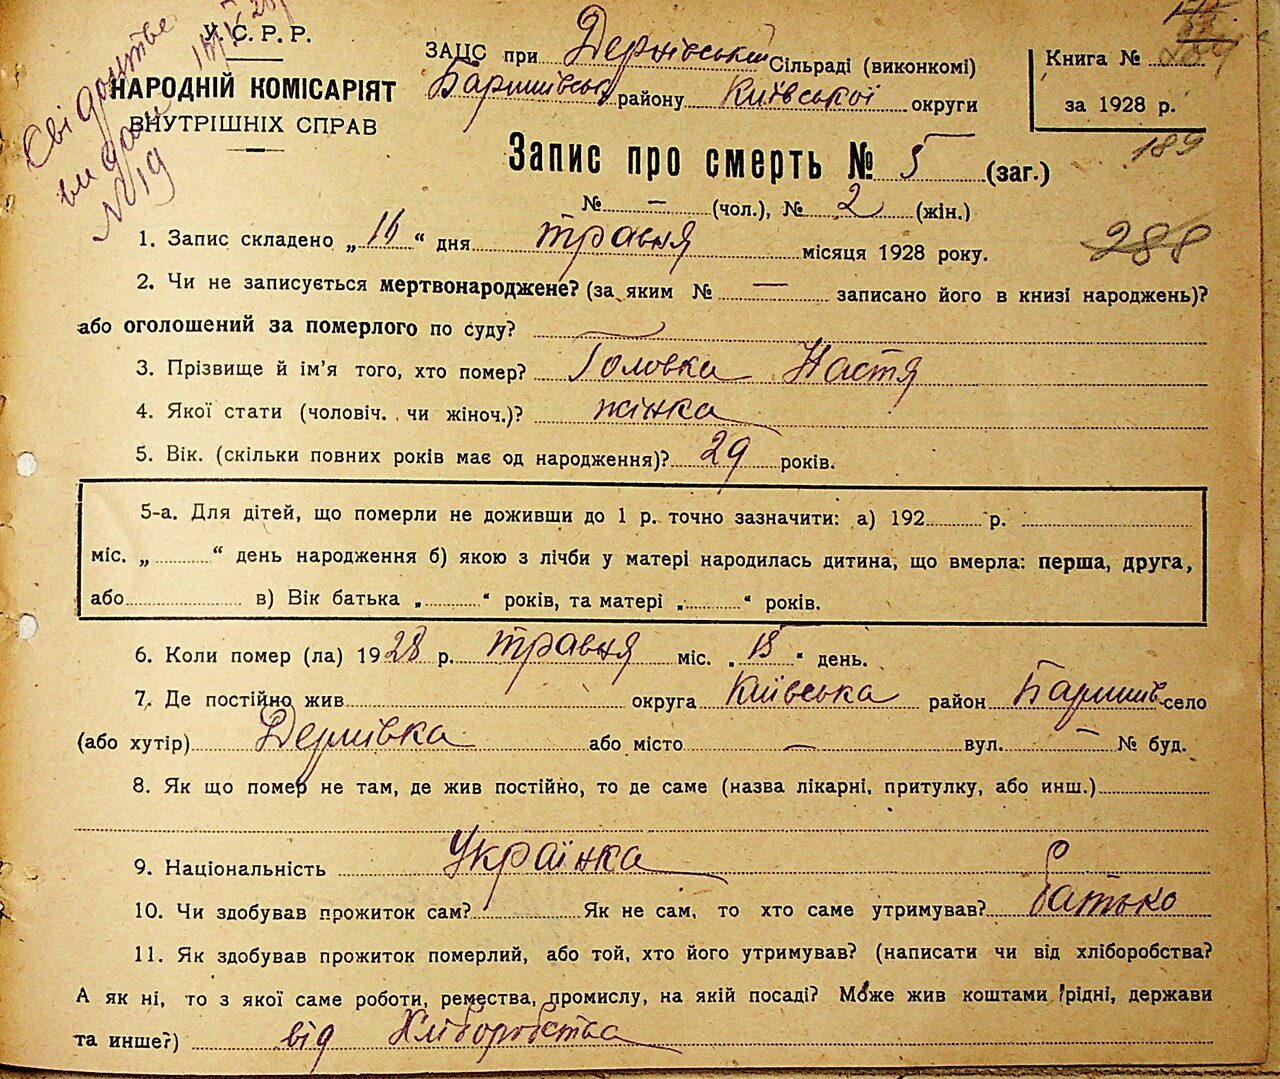 Свідоцтво
видано
№ 19
У.С.Р.Р.
НАРОДНІЙ КОМІСАРІЯТ
ВНУТРІШНІХ СПРАВ
ЗАЦС при Дернівській Сільраді (виконкомі)
Баришівськ району Київської округи
Книга №
за 1928 р.
189
Запис про смерть № 5 (заг.)
№ — (чол.), № 2 (жін.)
288
1. Запис складено „16“ дня травня місяця 1928 року.
2. Чи не записується мертвонароджене? (за яким № — записано його в книзі народжень)?
або оголошений за померлого по суду?
3. Прізвище й ім'я того, хто помер? Головка Настя
4. Якої стати (чоловіч. чи жіноч.)? жінка
5. Вік. (скільки повних років має од народження)? 29 років.
5-а. Для дітей, що померли не доживши до 1 р. точно зазначити: а) 192 р.
міс. „ “ день народження б) якою з лічби у матері народилась дитина, що вмерла: перша, друга,
або в) Вік батька „ “ років, та матері „ “ років.
6. Коли помер (ла) 1928 р. травня міс. „15“ день.
7. Де постійно жив округа Київська район Баришів село
(або хутір) Дернівка або місто — вул. — № буд.
8. Як що помер не там, де жив постійно, то де саме (назва лікарні, притулку, або инш.)
9. Національність Українка
10. Чи здобував прожиток сам? Як не сам, то хто саме утримував? Батько
11. Як здобував прожиток померлий, або той, хто його утримував? (написати чи від хліборобства?
А як ні, то з якої саме роботи, ремества, промислу, на якій посаді? Може жив коштами рідні, держави
та инше?) від Хліборобства